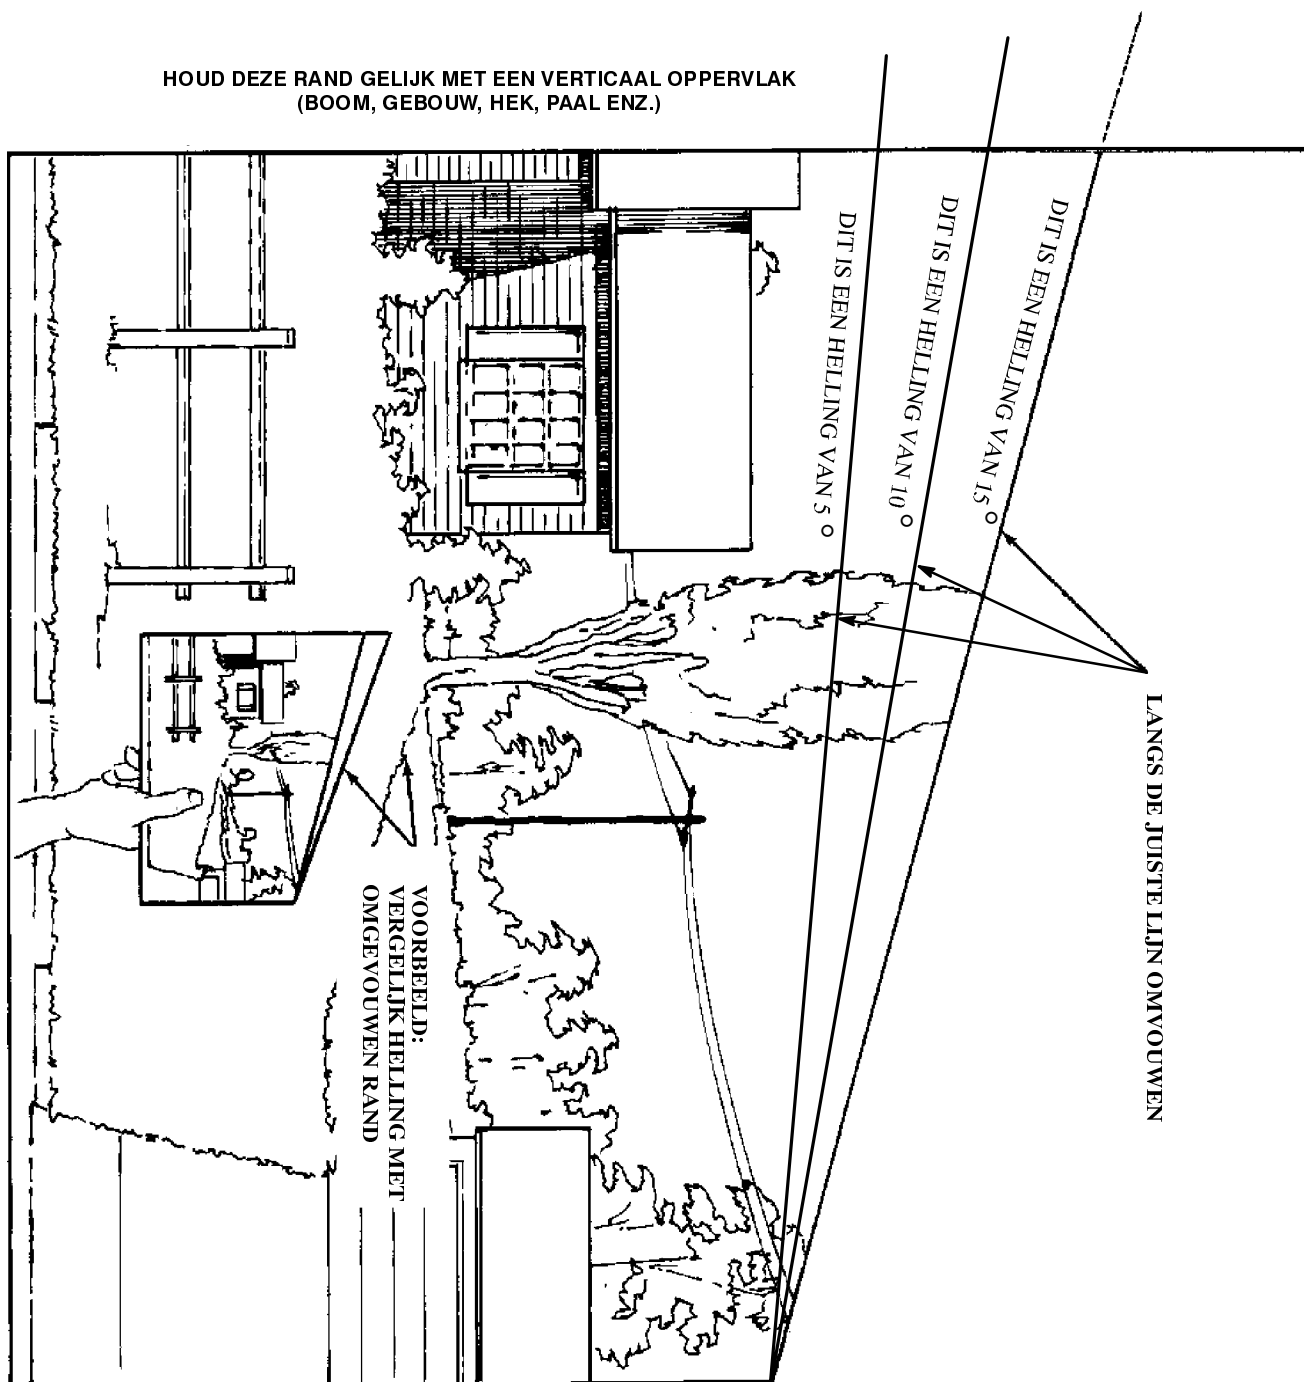 HOUD DEZE RAND GELIJK MET EEN VERTICAAL OPPERVLAK
(BOOM, GEBOUW, HEK, PAAL ENZ.)
DIT IS EEN HELLING VAN 15°
DIT IS EEN HELLING VAN 10°
DIT IS EEN HELLING VAN 5°
LANGS DE JUISTE LIJN OMVOUWEN
VOORBEELD:
VERGELIJK HELLING MET
OMGEVOUWEN RAND